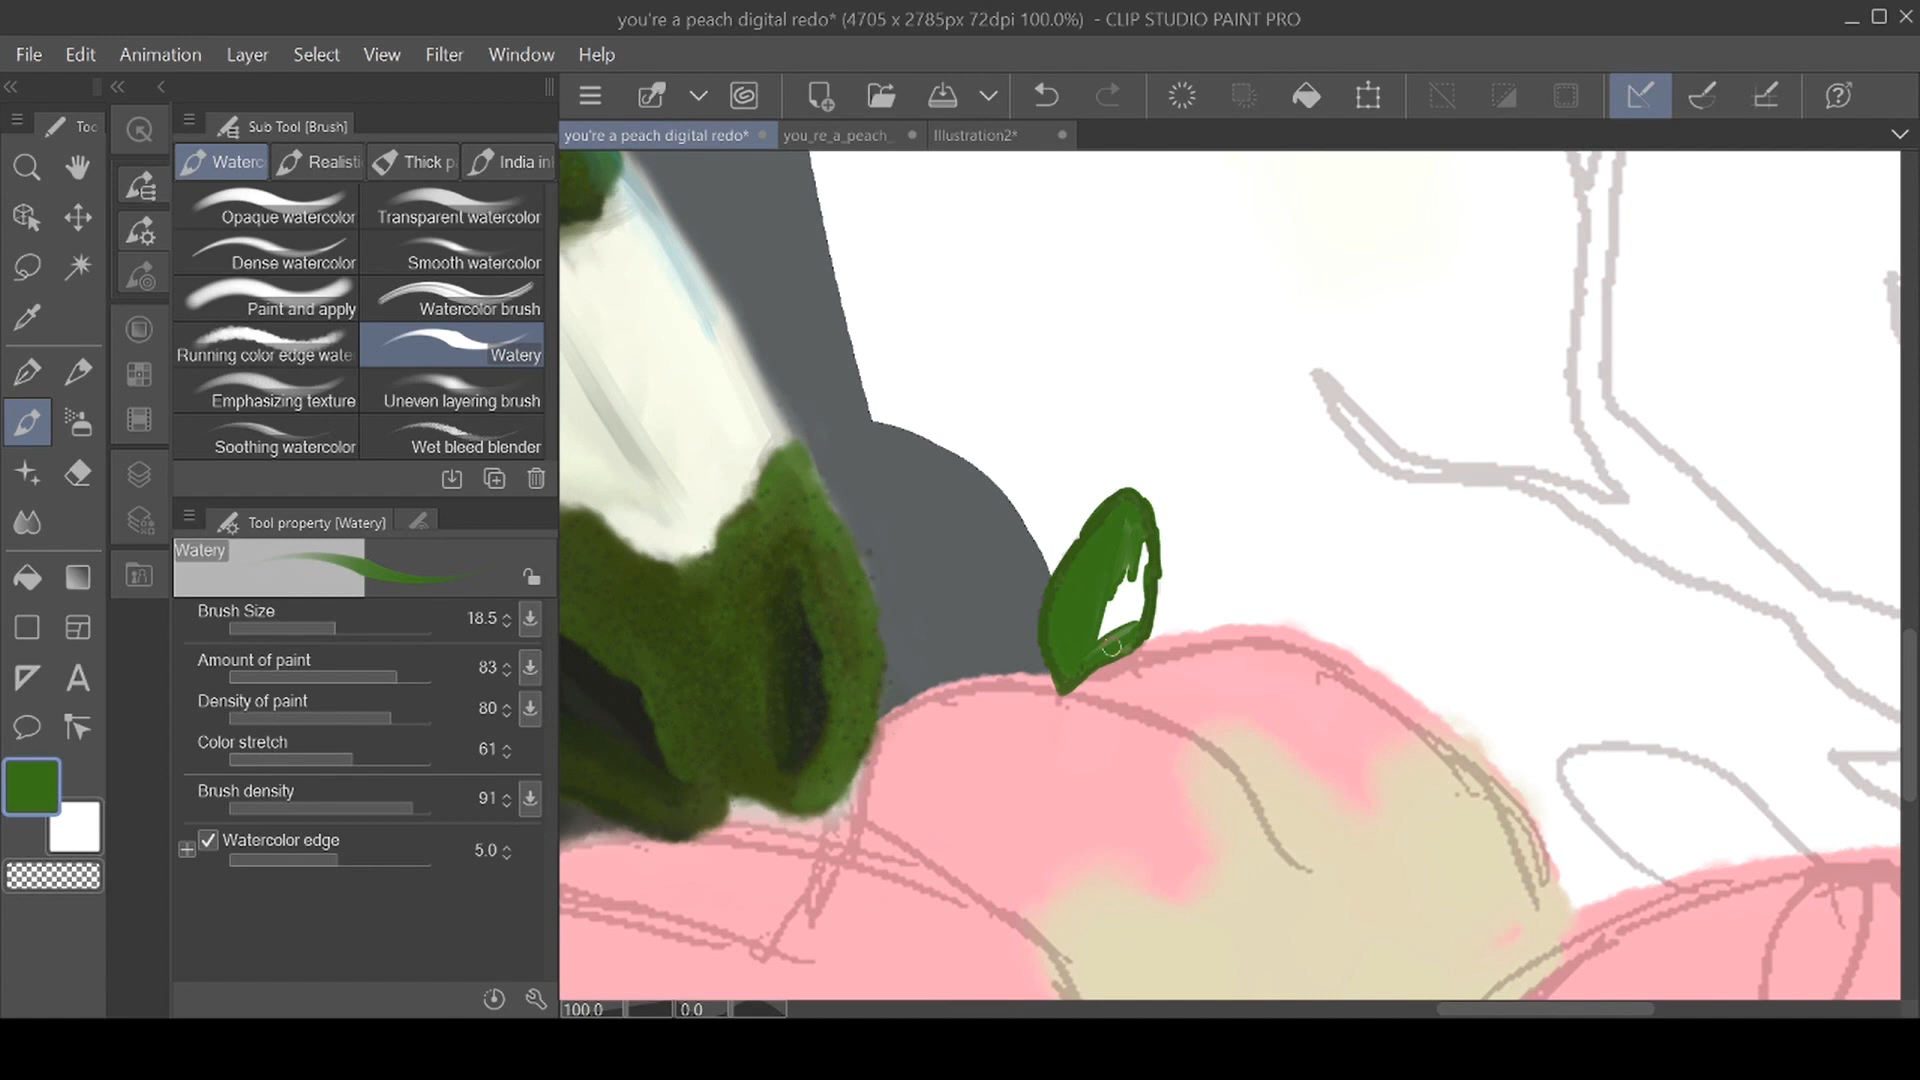 you're a peach digital redo* (4705 x 2785px 72dpi 100.0%) - CLIP STUDIO PAINT PRO
File Edit Animation Layer Select View Filter Window Help
Too Sub Tool [Brush]
you're a peach digital redo* you_re_a_peach_ Illustration2*
Waterc Realisti Thick p India in
Opaque watercolor Transparent watercolor
Dense watercolor Smooth watercolor
Paint and apply Watercolor brush
Running color edge wate Watery
Emphasizing texture Uneven layering brush
Soothing watercolor Wet bleed blender
Tool property [Watery]
Watery
Brush Size 18.5
Amount of paint 83
Density of paint 80
Color stretch 61
Brush density 91
Watercolor edge 5.0
100.0 0.0